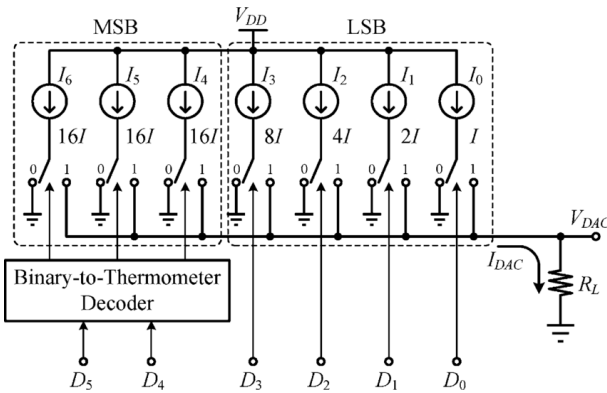 MSB V_DD LSB
I_6 I_5 I_4 I_3 I_2 I_1 I_0
16I 16I 16I 8I 4I 2I I
0 1 0 1 0 1 0 1 0 1 0 1 0 1
V_DAC
I_DAC
R_L
Binary-to-Thermometer
Decoder
D_5 D_4 D_3 D_2 D_1 D_0